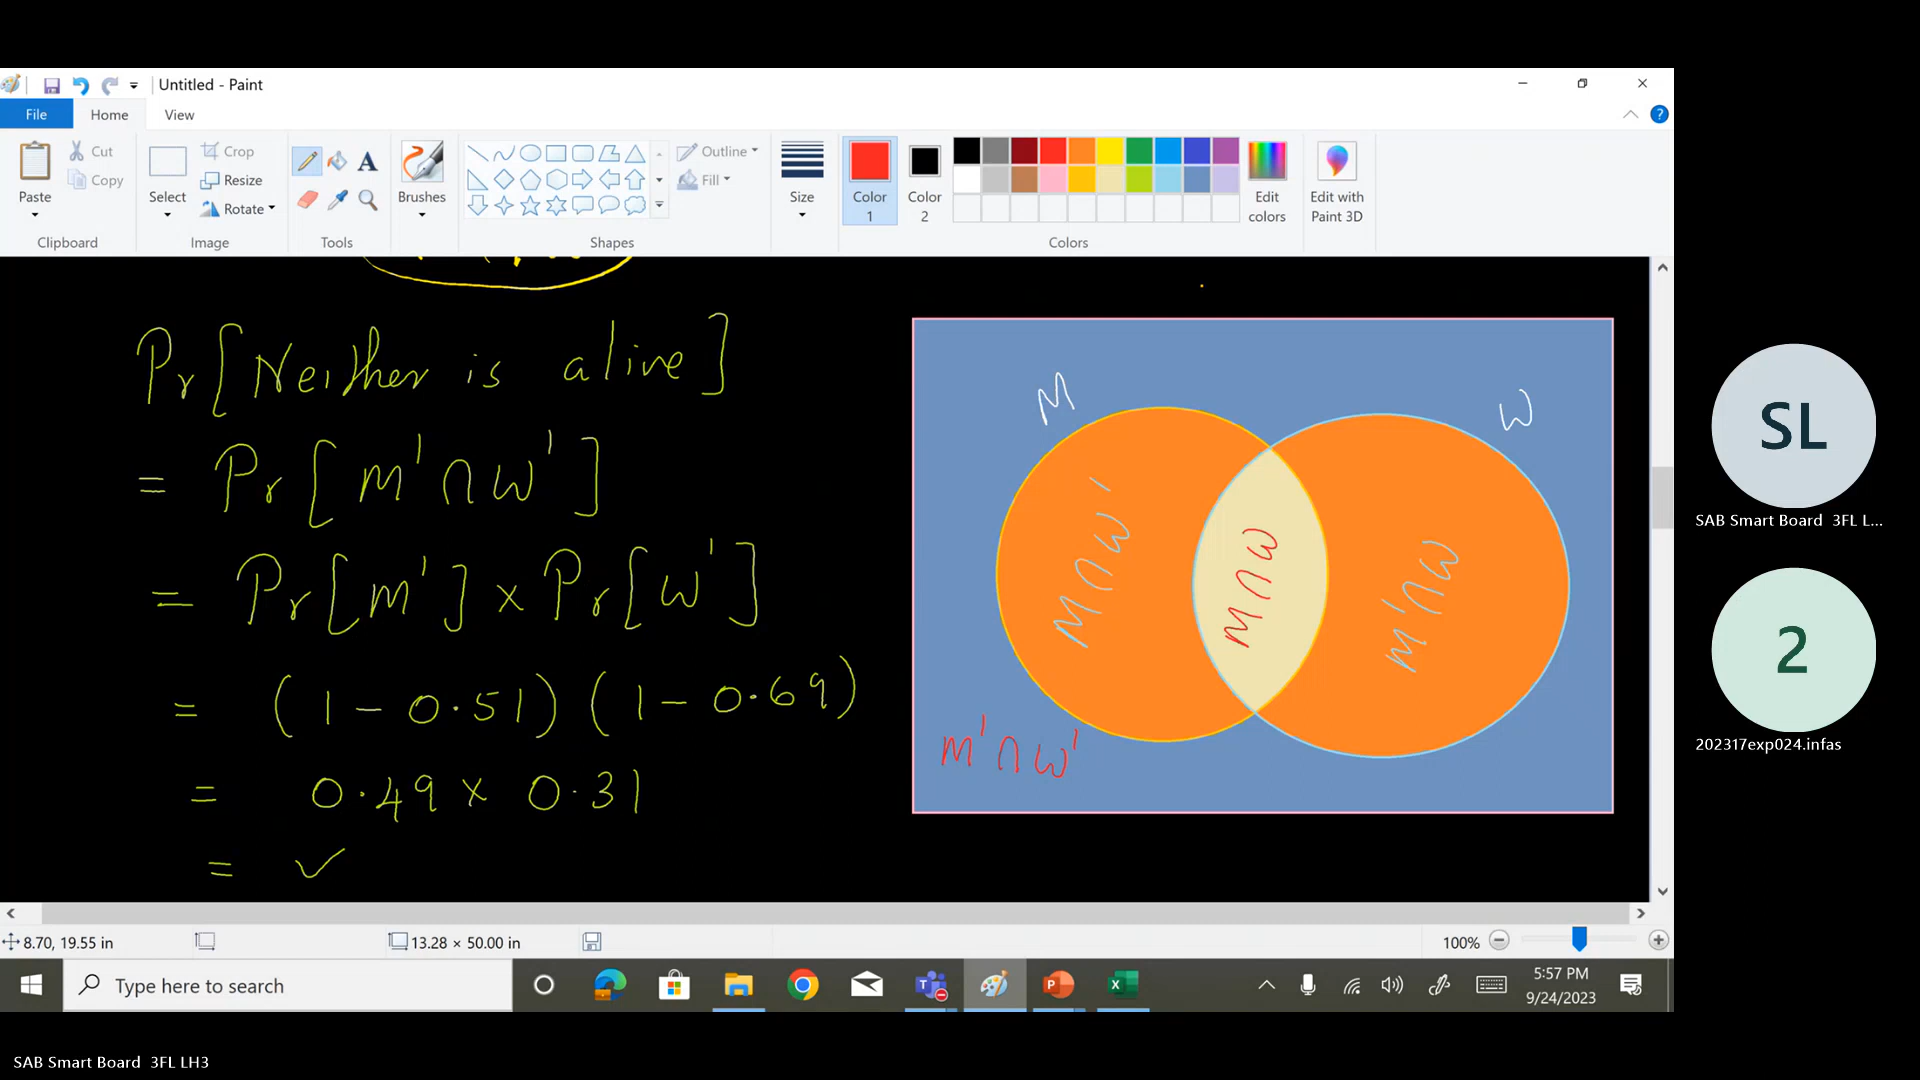 Untitled - Paint
File Home View
Paste
Cut
Copy
Clipboard
Select
Crop
Resize
Rotate
Image
Tools
Brushes
Shapes
Outline
Fill
Size
Color 1
Color 2
Edit colors
Edit with Paint 3D
Colors
Pr[Neither is alive]
= Pr[M'∩W']
= Pr[M'] × Pr[W']
= (1 - 0.51) (1 - 0.69)
= 0.49 × 0.31
= ✓
M
W
M∩W'
M∩W
M'∩W
M'∩W'
8.70, 19.55 in
13.28 × 50.00 in
100%
Type here to search
5:57 PM
9/24/2023
SL
SAB Smart Board 3FL L...
2
202317exp024.infas
SAB Smart Board 3FL LH3